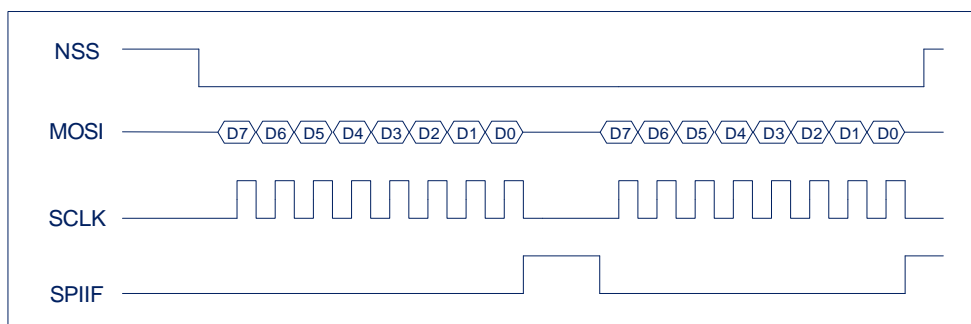 NSS
MOSI D7 D6 D5 D4 D3 D2 D1 D0 D7 D6 D5 D4 D3 D2 D1 D0
SCLK
SPIIF